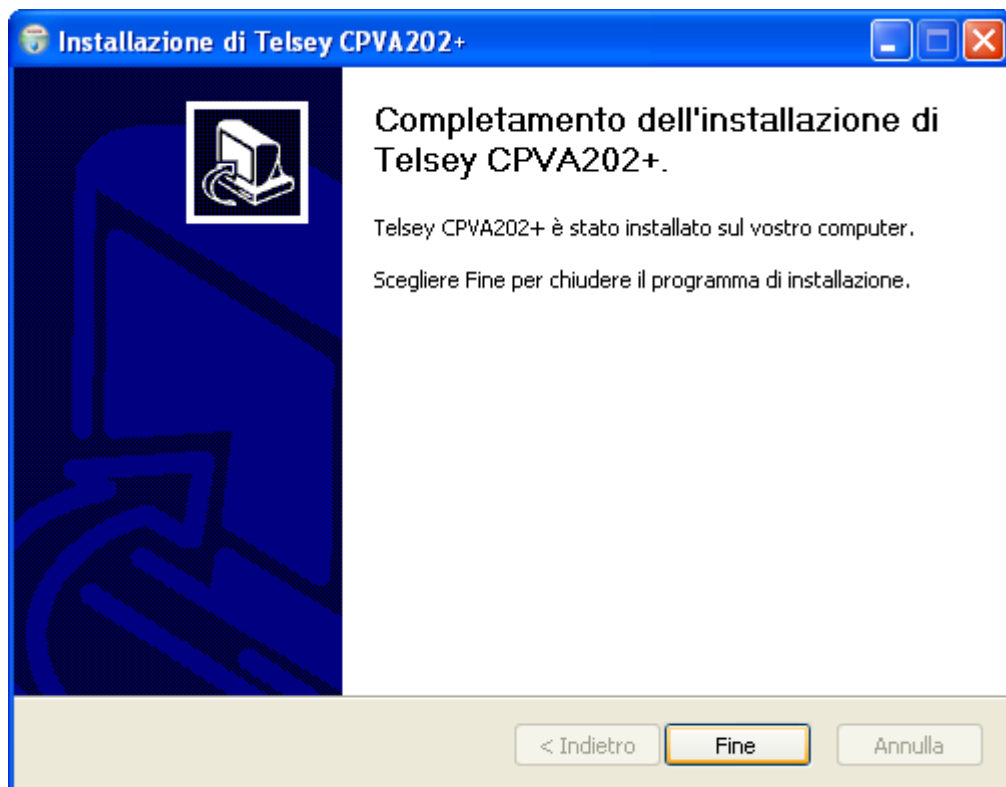 Installazione di Telsey CPVA202+
Completamento dell'installazione di
Telsey CPVA202+.
Telsey CPVA202+ è stato installato sul vostro computer.
Scegliere Fine per chiudere il programma di installazione.
< Indietro
Fine
Annulla